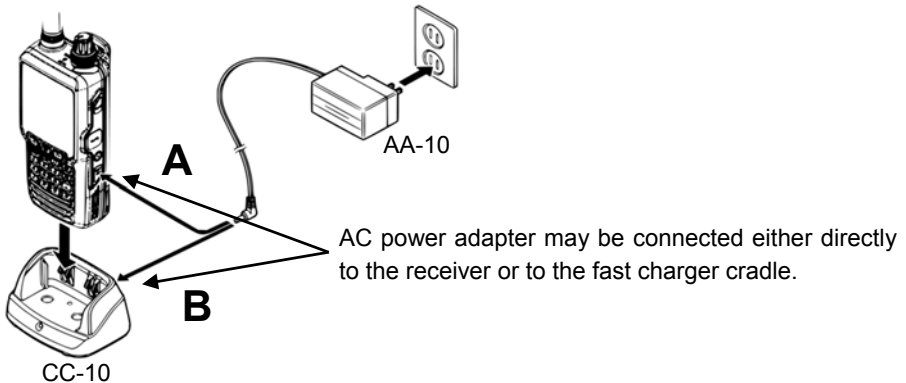 AA-10
A
AC power adapter may be connected either directly
to the receiver or to the fast charger cradle.
B
CC-10